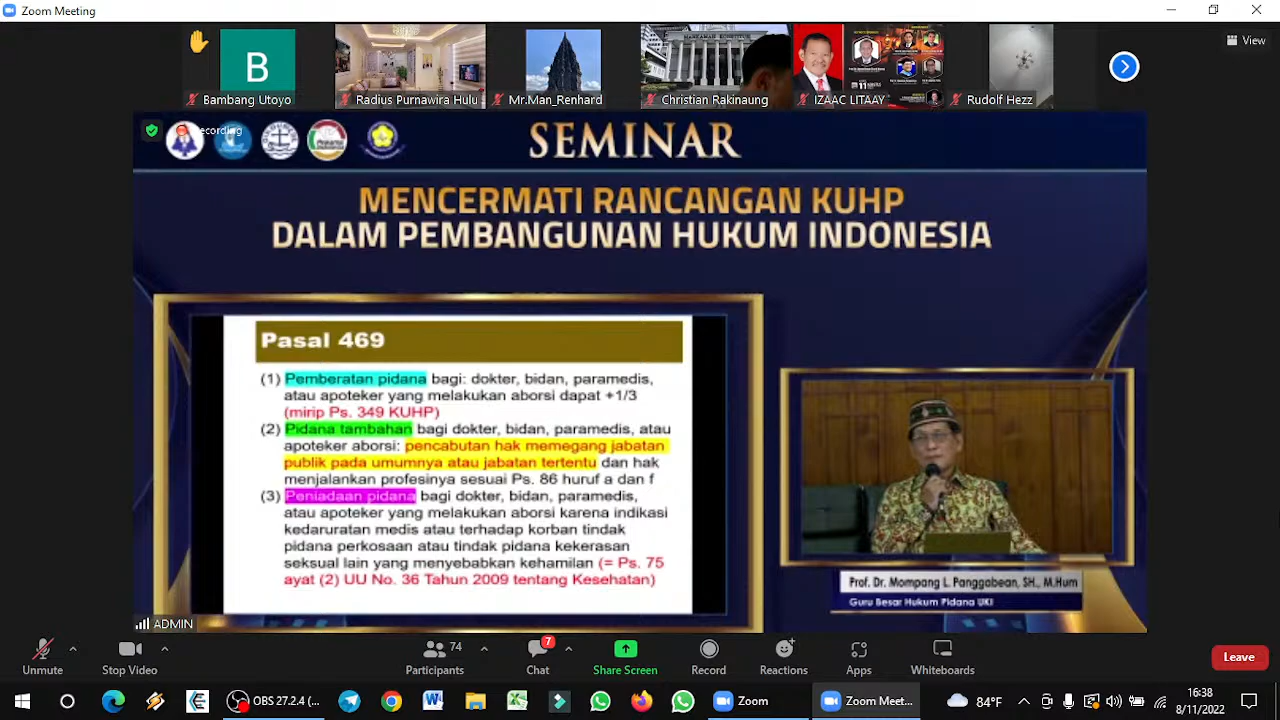 Zoom Meeting
B
Bambang Utoyo
Radius Purnawira Hulu
Mr.Man_Renhard
Christian Rakinaung
IZAAC LITAAY
Rudolf Hezz
View
Recording
SEMINAR
MENCERMATI RANCANGAN KUHP
DALAM PEMBANGUNAN HUKUM INDONESIA
Pasal 469
(1) Pemberatan pidana bagi: dokter, bidan, paramedis,
atau apoteker yang melakukan aborsi dapat +1/3
(mirip Ps. 349 KUHP)
(2) Pidana tambahan bagi dokter, bidan, paramedis, atau
apoteker aborsi: pencabutan hak memegang jabatan
publik pada umumnya atau jabatan tertentu dan hak
menjalankan profesinya sesuai Ps. 86 huruf a dan f
(3) Peniadaan pidana bagi dokter, bidan, paramedis,
atau apoteker yang melakukan aborsi karena indikasi
kedaruratan medis atau terhadap korban tindak
pidana perkosaan atau tindak pidana kekerasan
seksual lain yang menyebabkan kehamilan (= Ps. 75
ayat (2) UU No. 36 Tahun 2009 tentang Kesehatan)
Prof. Dr. Mompang L. Panggabean, SH., M.Hum
Guru Besar Hukum Pidana UKI
ADMIN
Unmute
Stop Video
Participants
74
Chat
7
Share Screen
Record
Reactions
Apps
Whiteboards
Leave
OBS 27.2.4 (...
Zoom
Zoom Meet...
84°F
16:38
8/11/2022